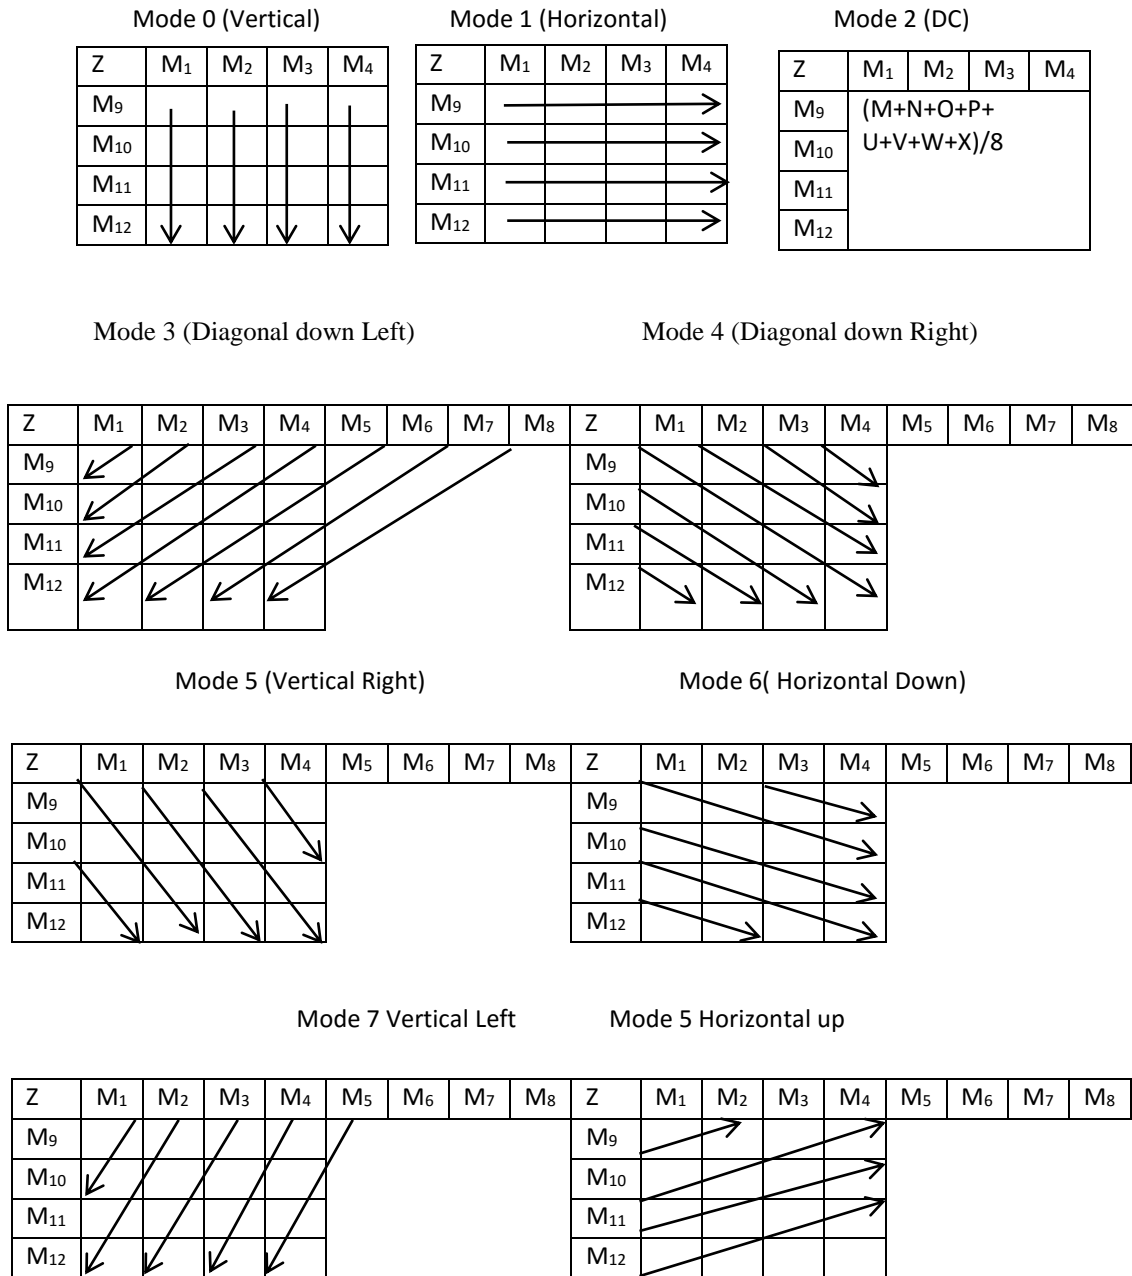 Mode 0 (Vertical) Mode 1 (Horizontal) Mode 2 (DC)
Z M₁ M₂ M₃ M₄ Z M₁ M₂ M₃ M₄ Z M₁ M₂ M₃ M₄
M₉ M₉ M₉ (M+N+O+P+
M₁₀ M₁₀ M₁₀ U+V+W+X)/8
M₁₁ M₁₁ M₁₁
M₁₂ M₁₂ M₁₂
Mode 3 (Diagonal down Left) Mode 4 (Diagonal down Right)
Z M₁ M₂ M₃ M₄ M₅ M₆ M₇ M₈ Z M₁ M₂ M₃ M₄ M₅ M₆ M₇ M₈
M₉ M₉
M₁₀ M₁₀
M₁₁ M₁₁
M₁₂ M₁₂
Mode 5 (Vertical Right) Mode 6( Horizontal Down)
Z M₁ M₂ M₃ M₄ M₅ M₆ M₇ M₈ Z M₁ M₂ M₃ M₄ M₅ M₆ M₇ M₈
M₉ M₉
M₁₀ M₁₀
M₁₁ M₁₁
M₁₂ M₁₂
Mode 7 Vertical Left Mode 5 Horizontal up
Z M₁ M₂ M₃ M₄ M₅ M₆ M₇ M₈ Z M₁ M₂ M₃ M₄ M₅ M₆ M₇ M₈
M₉ M₉
M₁₀ M₁₀
M₁₁ M₁₁
M₁₂ M₁₂